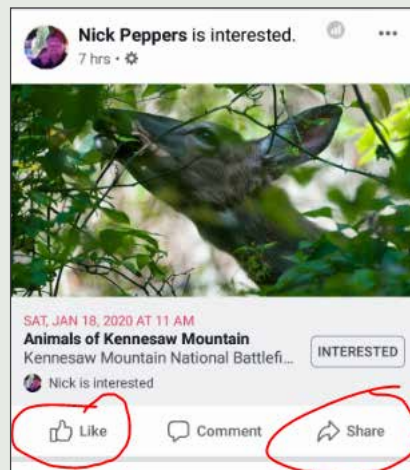 Nick Peppers is interested.
7 hrs •
SAT, JAN 18, 2020 AT 11 AM
Animals of Kennesaw Mountain
Kennesaw Mountain National Battlefi...
INTERESTED
Nick is interested
Like
Comment
Share